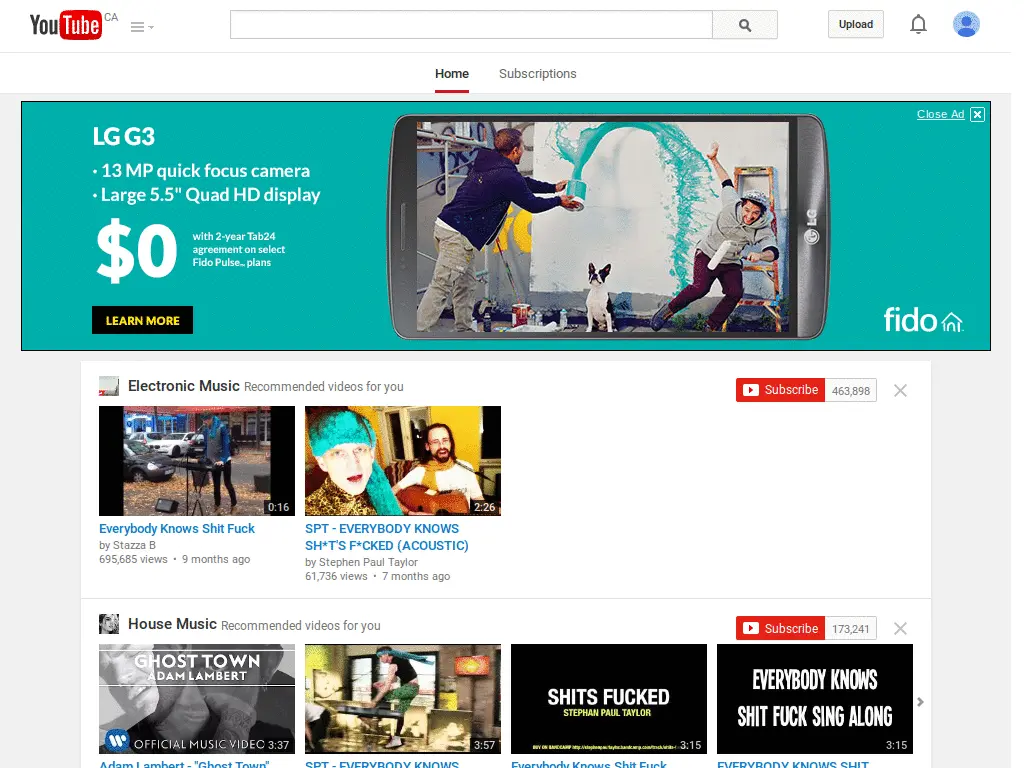 YouTube CA
Upload
Home
Subscriptions
Close Ad
LG G3
· 13 MP quick focus camera
· Large 5.5" Quad HD display
$0
with 2-year Tab24
agreement on select
Fido Pulse™ plans
LEARN MORE
LG
fido
Electronic Music Recommended videos for you
Subscribe 463,898
0:16
2:26
Everybody Knows Shit Fuck
by Stazza B
695,685 views • 9 months ago
SPT - EVERYBODY KNOWS
SH*T'S F*CKED (ACOUSTIC)
by Stephen Paul Taylor
61,736 views • 7 months ago
House Music Recommended videos for you
Subscribe 173,241
GHOST TOWN
ADAM LAMBERT
OFFICIAL MUSIC VIDEO 3:37
3:57
SHITS FUCKED
STEPHAN PAUL TAYLOR
3:15
EVERYBODY KNOWS
SHIT FUCK SING ALONG
3:15
Adam Lambert - "Ghost Town"
SPT - EVERYBODY KNOWS
Everybody Knows Shit Fuck
EVERYBODY KNOWS SHIT